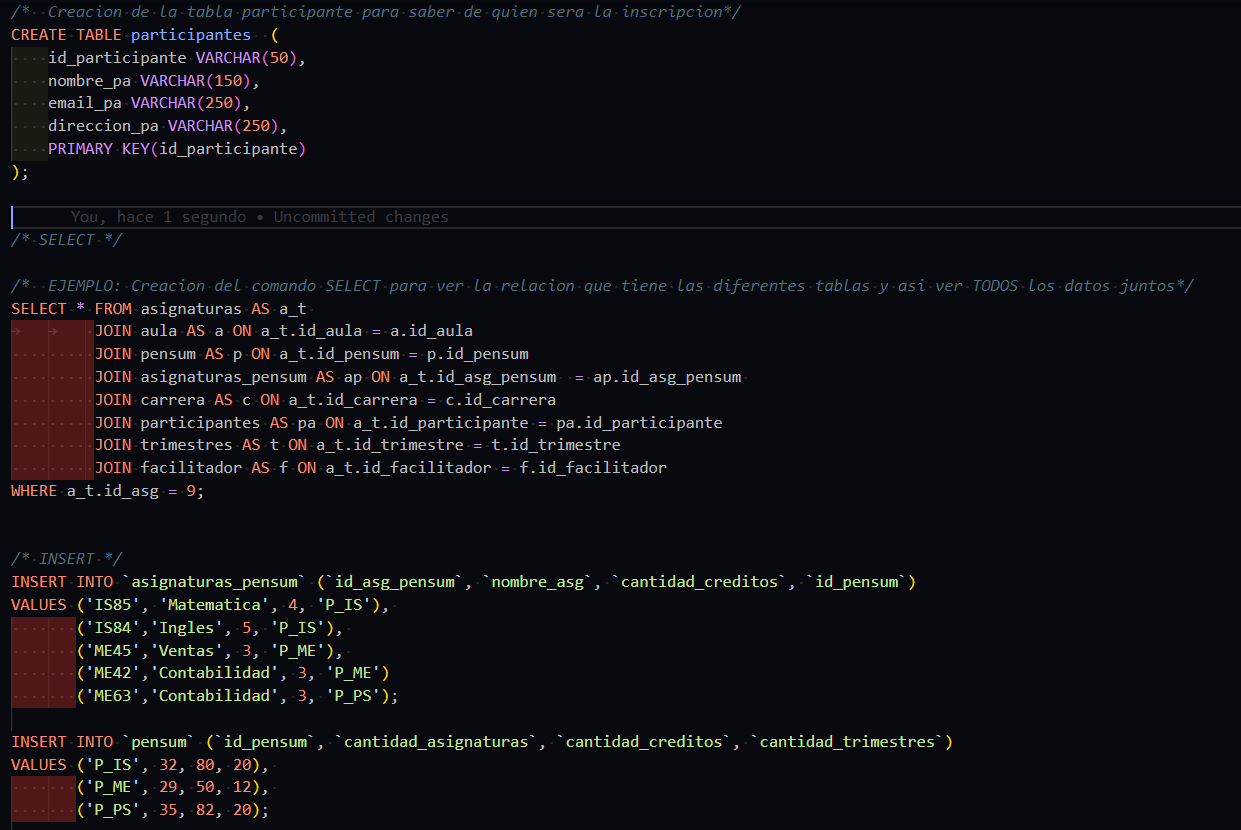 /* Creacion de la tabla participante para saber de quien sera la inscripcion*/
CREATE TABLE participantes (
id_participante VARCHAR(50),
nombre_pa VARCHAR(150),
email_pa VARCHAR(250),
direccion_pa VARCHAR(250),
PRIMARY KEY(id_participante)
);
You, hace 1 segundo • Uncommitted changes
/* SELECT */
/* EJEMPLO: Creacion del comando SELECT para ver la relacion que tiene las diferentes tablas y asi ver TODOS los datos juntos*/
SELECT * FROM asignaturas AS a_t
JOIN aula AS a ON a_t.id_aula = a.id_aula
JOIN pensum AS p ON a_t.id_pensum = p.id_pensum
JOIN asignaturas_pensum AS ap ON a_t.id_asg_pensum  = ap.id_asg_pensum
JOIN carrera AS c ON a_t.id_carrera = c.id_carrera
JOIN participantes AS pa ON a_t.id_participante = pa.id_participante
JOIN trimestres AS t ON a_t.id_trimestre = t.id_trimestre
JOIN facilitador AS f ON a_t.id_facilitador = f.id_facilitador
WHERE a_t.id_asg = 9;
/* INSERT */
INSERT INTO `asignaturas_pensum` (`id_asg_pensum`, `nombre_asg`, `cantidad_creditos`, `id_pensum`)
VALUES ('IS85', 'Matematica', 4, 'P_IS'),
('IS84','Ingles', 5, 'P_IS'),
('ME45','Ventas', 3, 'P_ME'),
('ME42','Contabilidad', 3, 'P_ME')
('ME63','Contabilidad', 3, 'P_PS');
INSERT INTO `pensum` (`id_pensum`, `cantidad_asignaturas`, `cantidad_creditos`, `cantidad_trimestres`)
VALUES ('P_IS', 32, 80, 20),
('P_ME', 29, 50, 12),
('P_PS', 35, 82, 20);